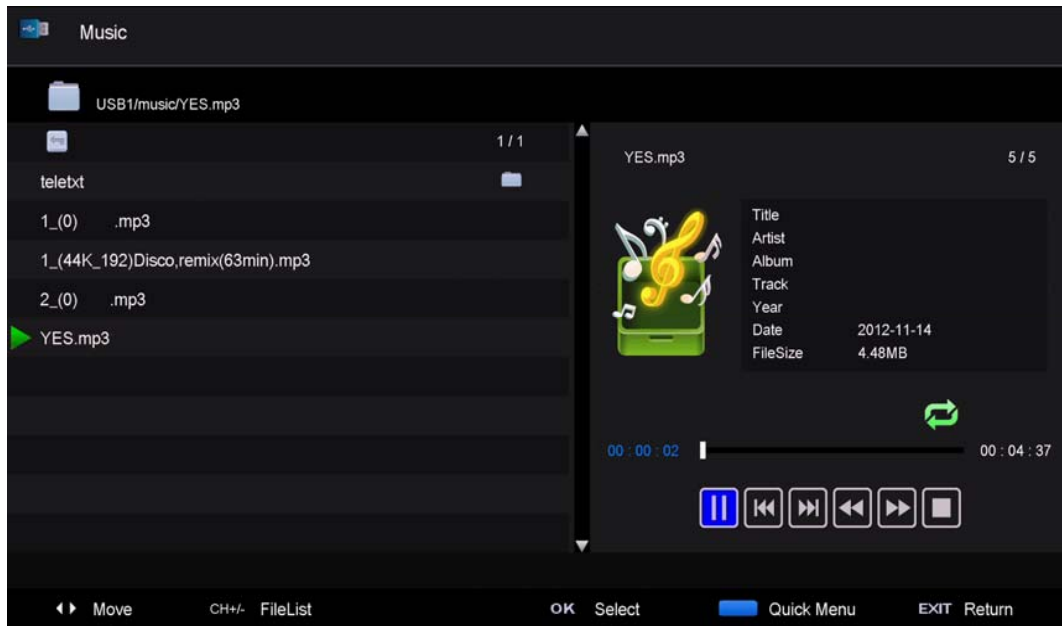 Music
USB1/music/YES.mp3
1 / 1
teletxt
1_(0) .mp3
1_(44K_192)Disco,remix(63min).mp3
2_(0) .mp3
YES.mp3
YES.mp3 5 / 5
Title
Artist
Album
Track
Year
Date 2012-11-14
FileSize 4.48MB
00 : 00 : 02 00 : 04 : 37
Move CH+/- FileList OK Select Quick Menu EXIT Return